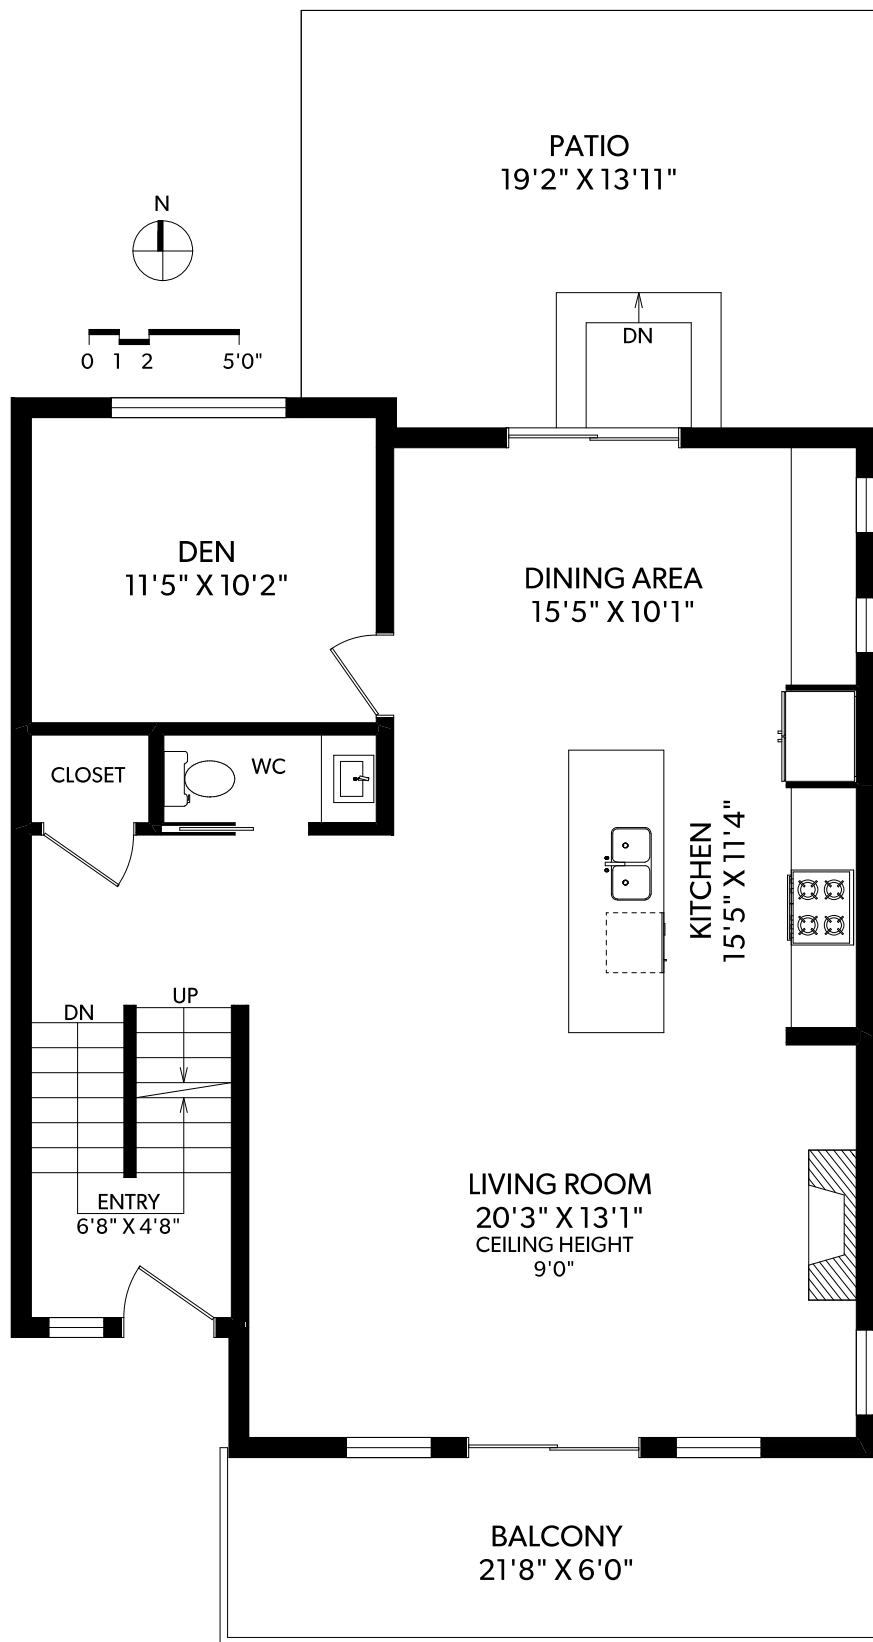 PATIO
19'2" X 13'11"
N
0 1 2 5'0"
DN
DEN
11'5" X 10'2"
DINING AREA
15'5" X 10'1"
CLOSET
WC
KITCHEN
15'5" X 11'4"
DN
UP
ENTRY
6'8" X 4'8"
LIVING ROOM
20'3" X 13'1"
CEILING HEIGHT
9'0"
BALCONY
21'8" X 6'0"